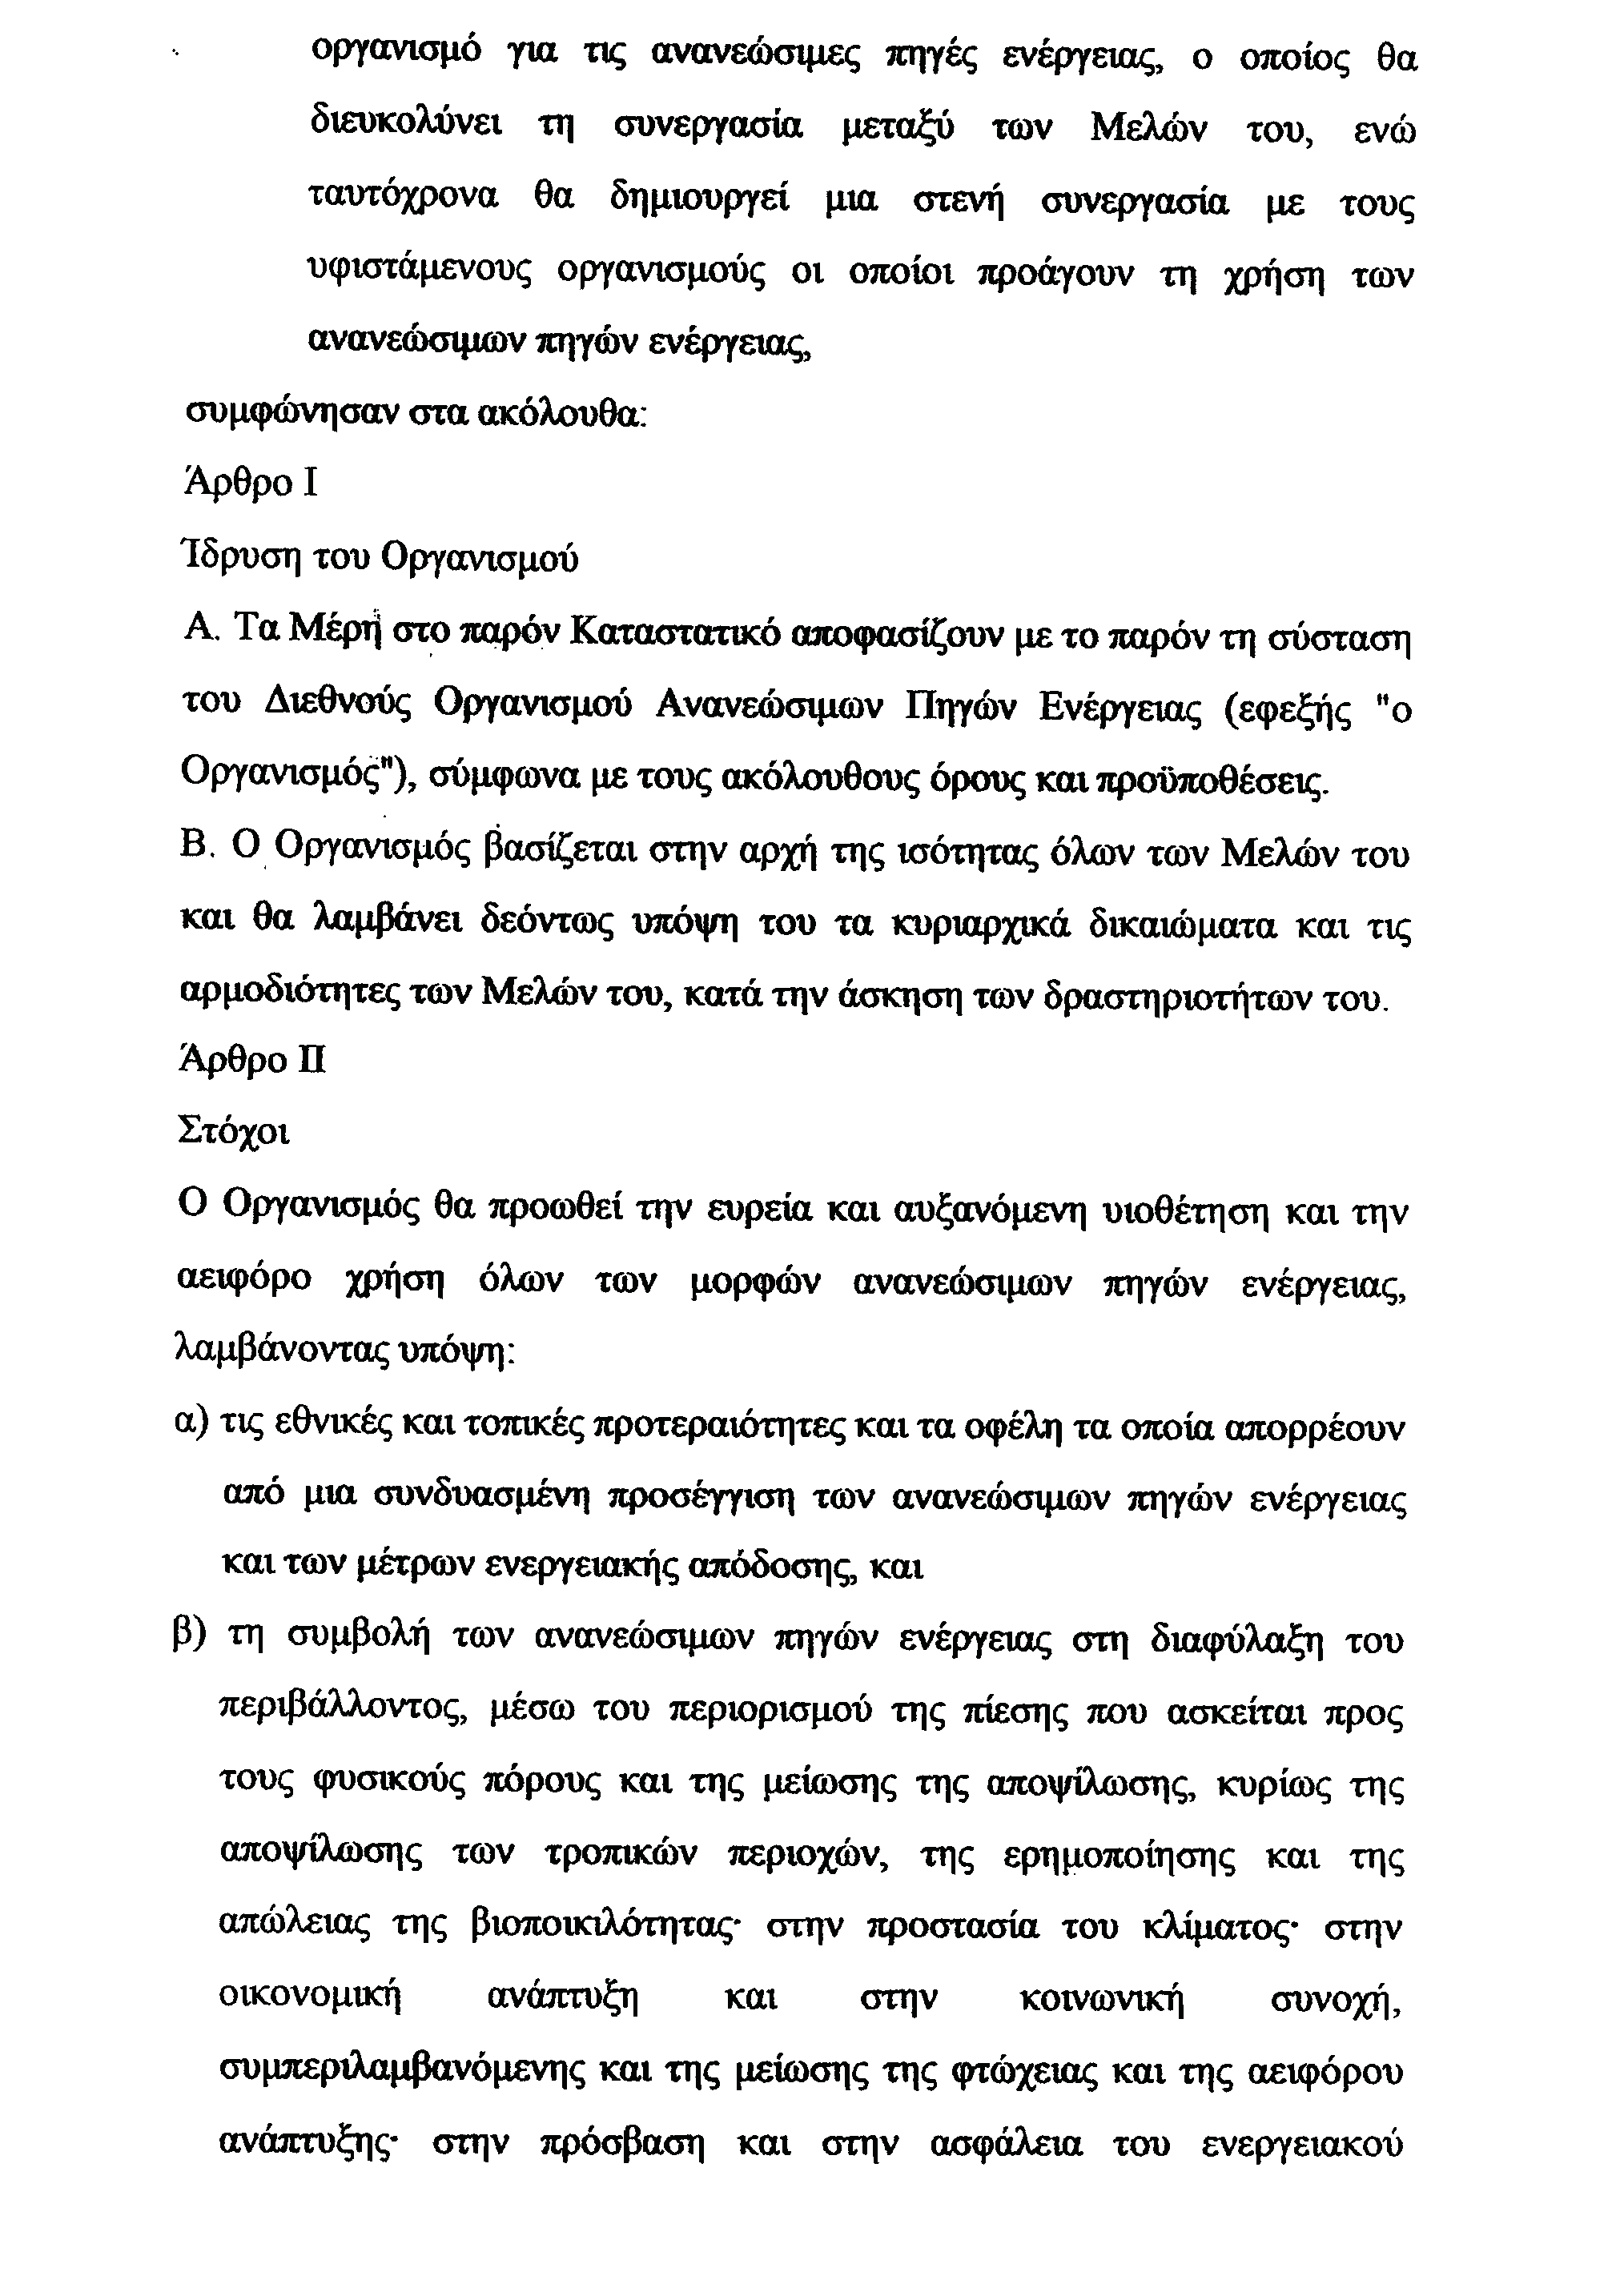 οργανισμό για τις ανανεώσιμες πηγές ενέργειας, ο οποίος θα
διευκολύνει τη συνεργασία μεταξύ των Μελών του, ενώ
ταυτόχρονα θα δημιουργεί μια στενή συνεργασία με τους
υφιστάμενους οργανισμούς οι οποίοι προάγουν τη χρήση των
ανανεώσιμων πηγών ενέργειας,
συμφώνησαν στα ακόλουθα:
Άρθρο Ι
Ίδρυση του Οργανισμού
Α. Τα Μέρη στο παρόν Καταστατικό αποφασίζουν με το παρόν τη σύσταση
του Διεθνούς Οργανισμού Ανανεώσιμων Πηγών Ενέργειας (εφεξής "ο
Οργανισμός"), σύμφωνα με τους ακόλουθους όρους και προϋποθέσεις.
Β. Ο Οργανισμός βασίζεται στην αρχή της ισότητας όλων των Μελών του
και θα λαμβάνει δεόντως υπόψη του τα κυριαρχικά δικαιώματα και τις
αρμοδιότητες των Μελών του, κατά την άσκηση των δραστηριοτήτων του.
Άρθρο ΙΙ
Στόχοι
Ο Οργανισμός θα προωθεί την ευρεία και αυξανόμενη υιοθέτηση και την
αειφόρο χρήση όλων των μορφών ανανεώσιμων πηγών ενέργειας,
λαμβάνοντας υπόψη:
α) τις εθνικές και τοπικές προτεραιότητες και τα οφέλη τα οποία απορρέουν
από μια συνδυασμένη προσέγγιση των ανανεώσιμων πηγών ενέργειας
και των μέτρων ενεργειακής απόδοσης, και
β) τη συμβολή των ανανεώσιμων πηγών ενέργειας στη διαφύλαξη του
περιβάλλοντος, μέσω του περιορισμού της πίεσης που ασκείται προς
τους φυσικούς πόρους και της μείωσης της αποψίλωσης, κυρίως της
αποψίλωσης των τροπικών περιοχών, της ερημοποίησης και της
απώλειας της βιοποικιλότητας· στην προστασία του κλίματος· στην
οικονομική ανάπτυξη και στην κοινωνική συνοχή,
συμπεριλαμβανόμενης και της μείωσης της φτώχειας και της αειφόρου
ανάπτυξης· στην πρόσβαση και στην ασφάλεια του ενεργειακού